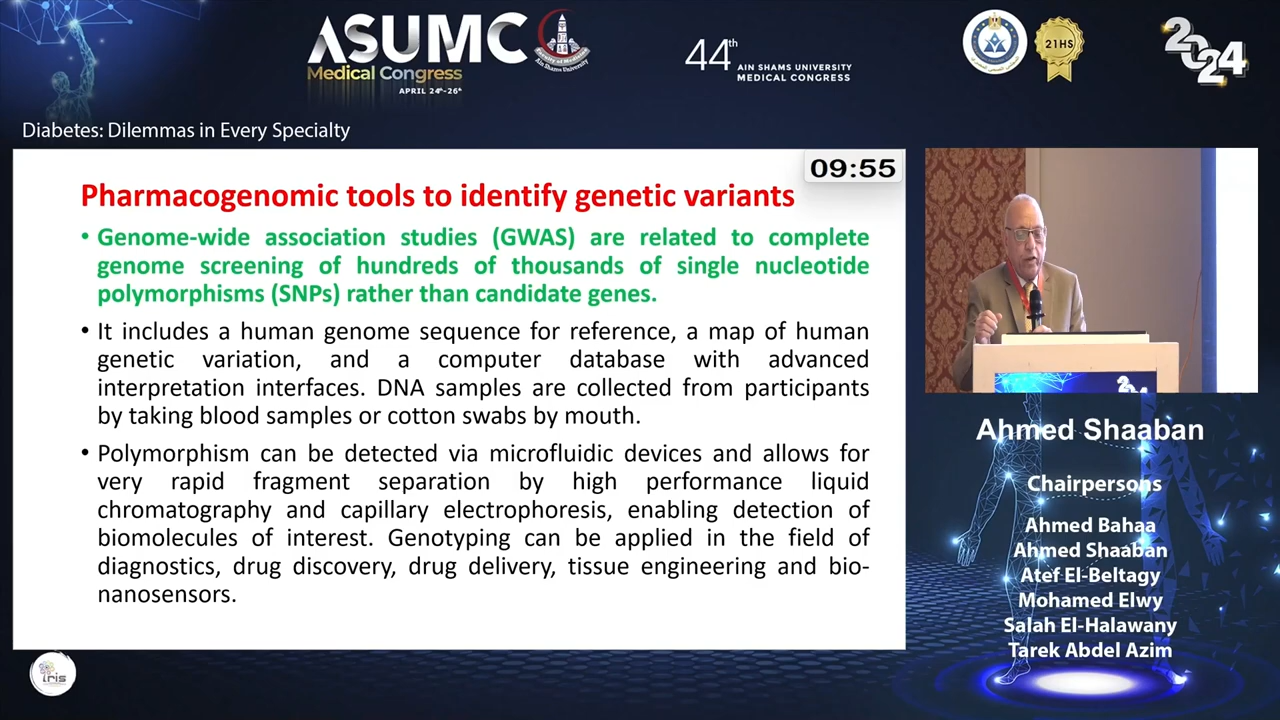 ASUMC
Medical Congress
APRIL 24th-26th
Faculty of Medicine
Ain Shams University
44th
AIN SHAMS UNIVERSITY
MEDICAL CONGRESS
21HS
2024
Diabetes: Dilemmas in Every Specialty
09:55
Pharmacogenomic tools to identify genetic variants
• Genome-wide association studies (GWAS) are related to complete
genome screening of hundreds of thousands of single nucleotide
polymorphisms (SNPs) rather than candidate genes.
• It includes a human genome sequence for reference, a map of human
genetic variation, and a computer database with advanced
interpretation interfaces. DNA samples are collected from participants
by taking blood samples or cotton swabs by mouth.
• Polymorphism can be detected via microfluidic devices and allows for
very rapid fragment separation by high performance liquid
chromatography and capillary electrophoresis, enabling detection of
biomolecules of interest. Genotyping can be applied in the field of
diagnostics, drug discovery, drug delivery, tissue engineering and bio-
nanosensors.
Ahmed Shaaban
Chairpersons
Ahmed Bahaa
Ahmed Shaaban
Atef El-Beltagy
Mohamed Elwy
Salah El-Halawany
Tarek Abdel Azim
iris